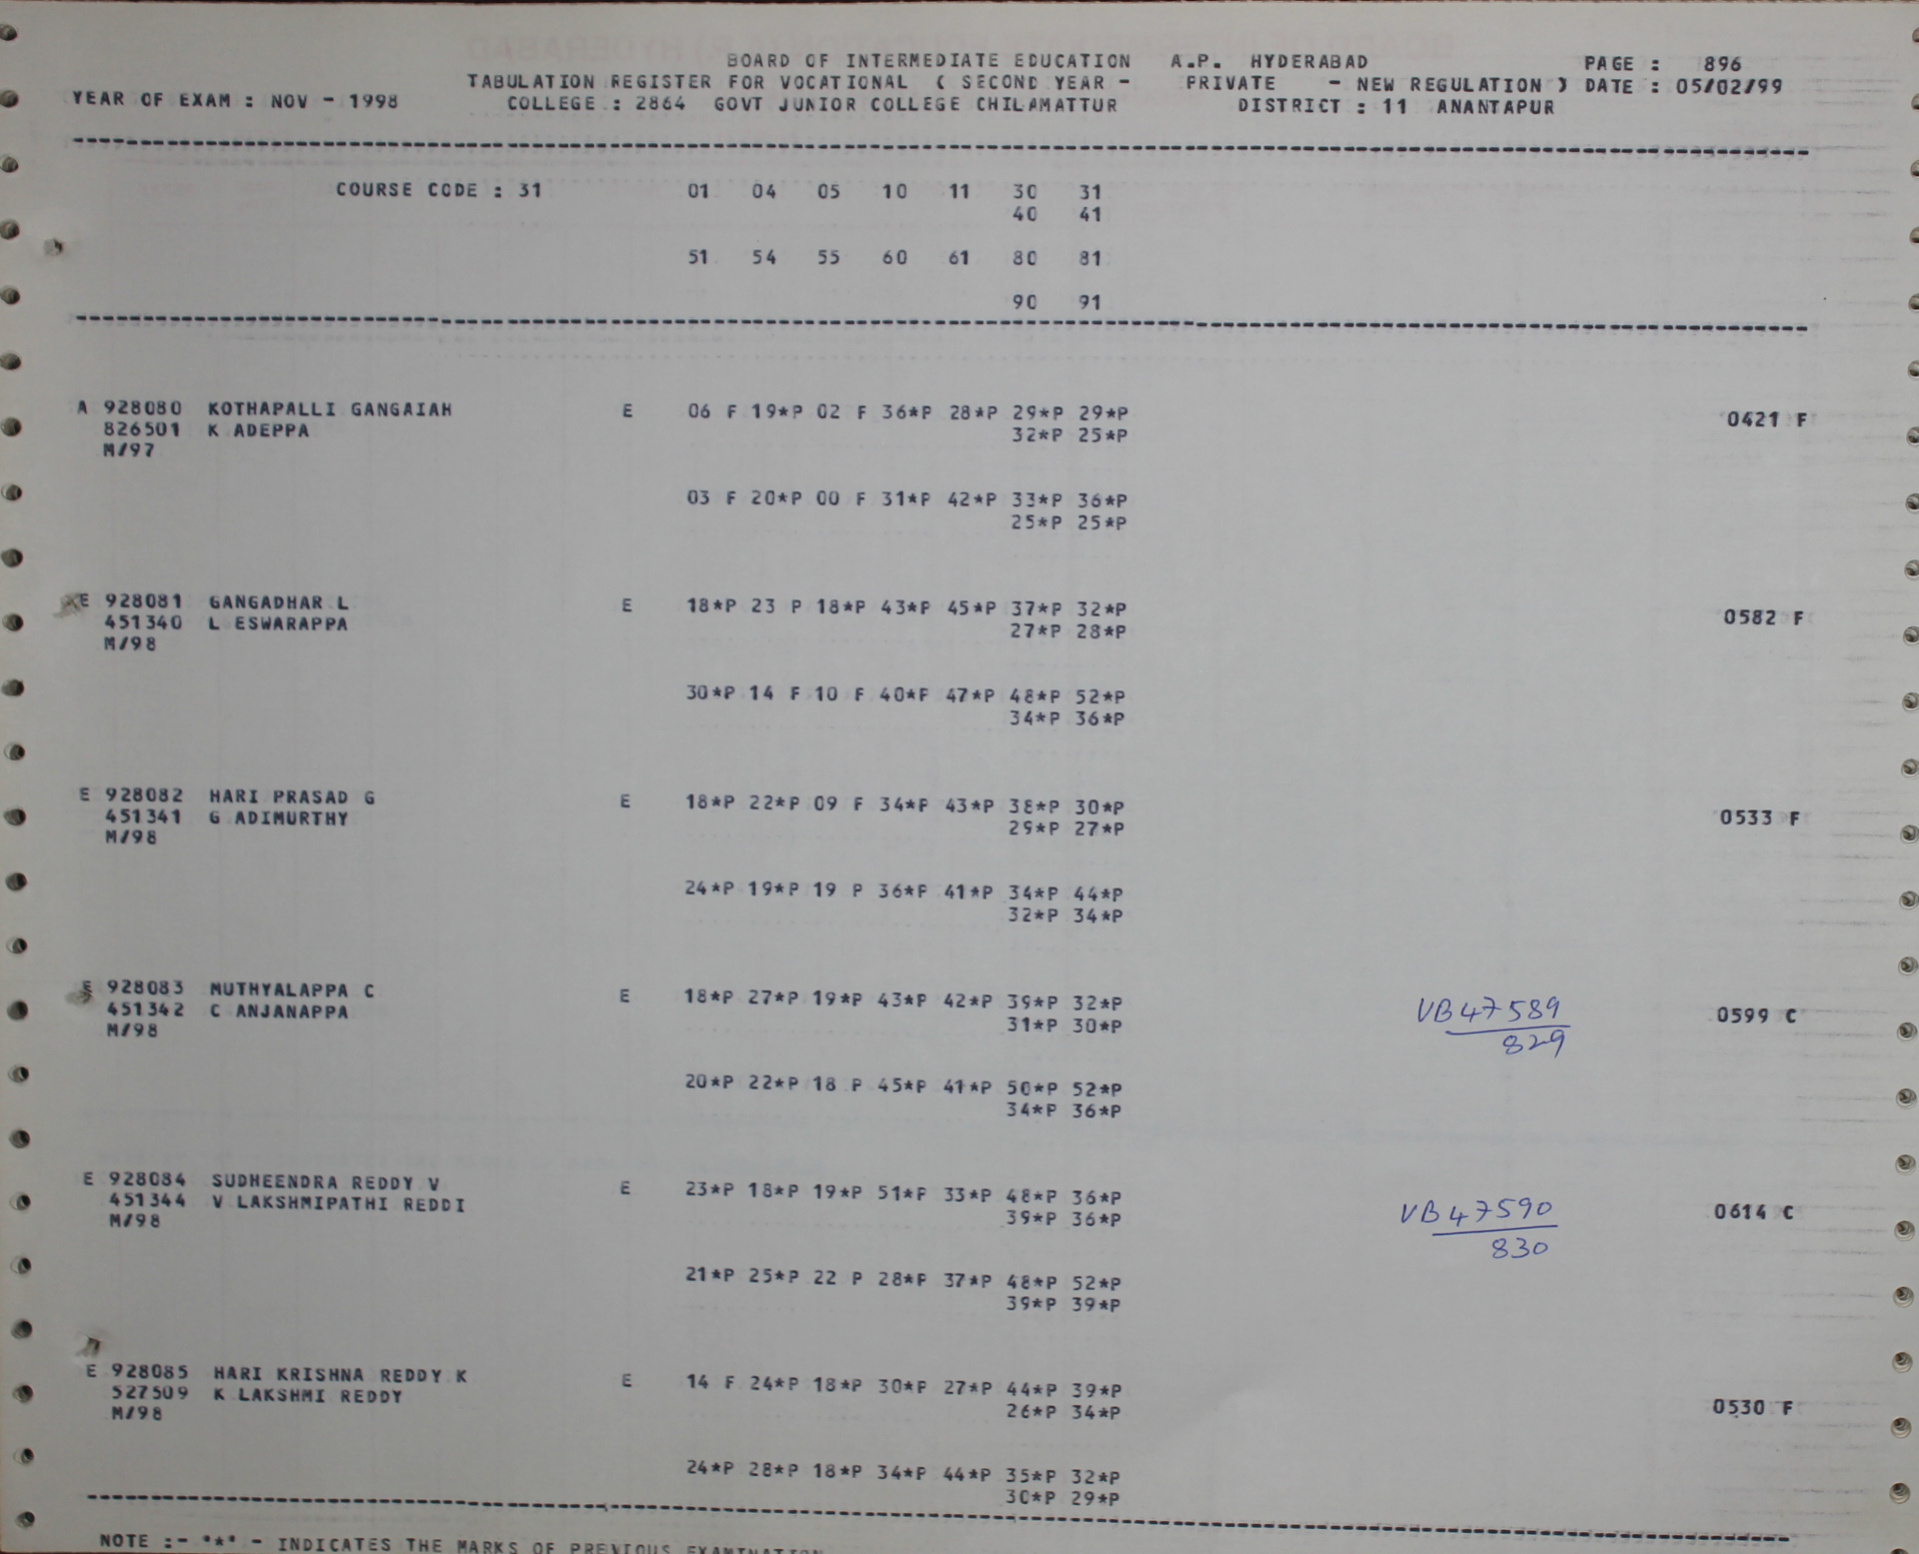 BOARD OF INTERMEDIATE EDUCATION A.P. HYDERABAD PAGE : 896
TABULATION REGISTER FOR VOCATIONAL ( SECOND YEAR - PRIVATE - NEW REGULATION ) DATE : 05/02/99
YEAR OF EXAM : NOV - 1998 COLLEGE : 2864 GOVT JUNIOR COLLEGE CHILAMATTUR DISTRICT : 11 ANANTAPUR
COURSE CODE : 31 01 04 05 10 11 30 31
40 41
51 54 55 60 61 80 81
90 91
A 928080 KOTHAPALLI GANGAIAH E 06 F 19*P 02 F 36*P 28*P 29*P 29*P 0421 F
826501 K ADEPPA 32*P 25*P
M/97
03 F 20*P 00 F 31*P 42*P 33*P 36*P
25*P 25*P
E 928081 GANGADHAR L E 18*P 23 P 18*P 43*P 45*P 37*P 32*P 0582 F
451340 L ESWARAPPA 27*P 28*P
M/98
30*P 14 F 10 F 40*P 47*P 48*P 52*P
34*P 36*P
E 928082 HARI PRASAD G E 18*P 22*P 09 F 34*P 43*P 38*P 30*P 0533 F
451341 G ADIMURTHY 29*P 27*P
M/98
24*P 19*P 19 P 36*P 41*P 34*P 44*P
32*P 34*P
E 928083 MUTHYALAPPA C E 18*P 27*P 19*P 43*P 42*P 39*P 32*P VB47589 0599 C
451342 C ANJANAPPA 31*P 30*P 829
M/98
20*P 22*P 18 P 45*P 41*P 50*P 52*P
34*P 36*P
E 928084 SUDHEENDRA REDDY V E 23*P 18*P 19*P 51*P 33*P 48*P 36*P VB47590 0614 C
451344 V LAKSHMIPATHI REDDI 39*P 36*P 830
M/98
21*P 25*P 22 P 28*P 37*P 48*P 52*P
39*P 39*P
E 928085 HARI KRISHNA REDDY K E 14 F 24*P 18*P 30*P 27*P 44*P 39*P 0530 F
527509 K LAKSHMI REDDY 26*P 34*P
M/98
24*P 28*P 18*P 34*P 44*P 35*P 32*P
30*P 29*P
NOTE :- "*" - INDICATES THE MARKS OF PREVIOUS EXAMINATION